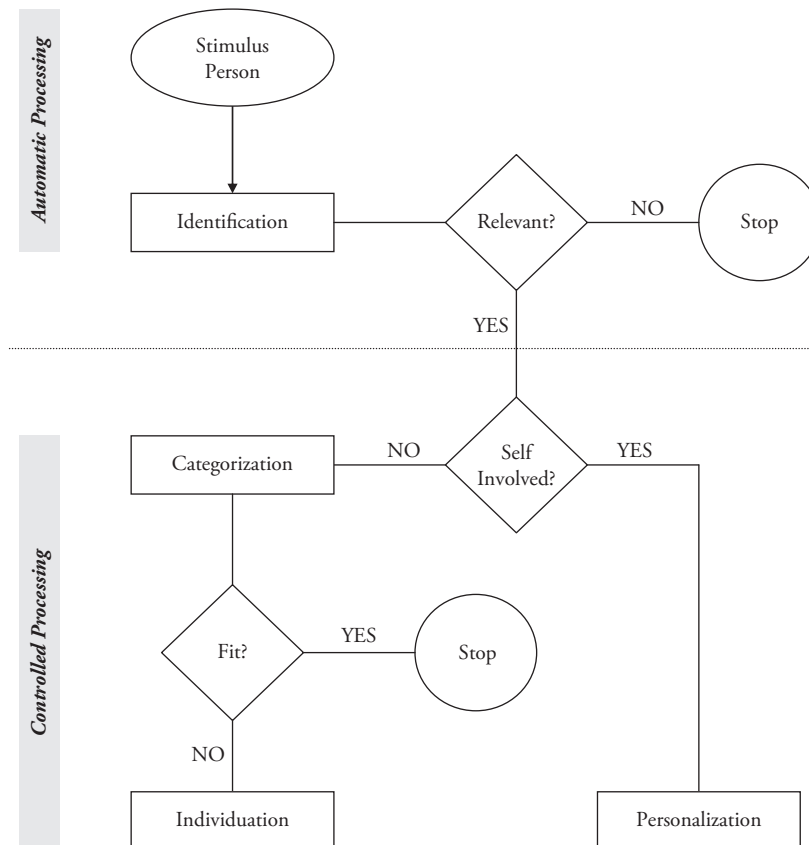 Automatic Processing
Stimulus
Person
Identification
Relevant?
NO
Stop
YES
Controlled Processing
Categorization
NO
Self
Involved?
YES
Fit?
YES
Stop
NO
Individuation
Personalization